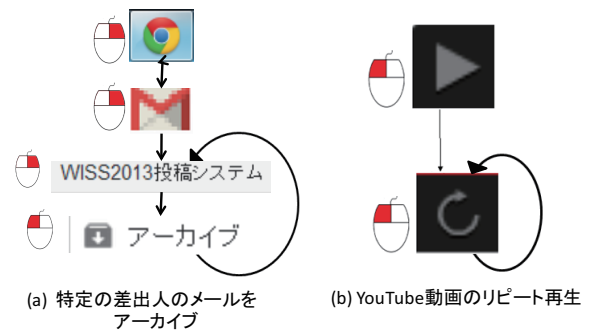 WISS2013投稿システム
アーカイブ
(a) 特定の差出人のメールを
アーカイブ
(b) YouTube動画のリピート再生